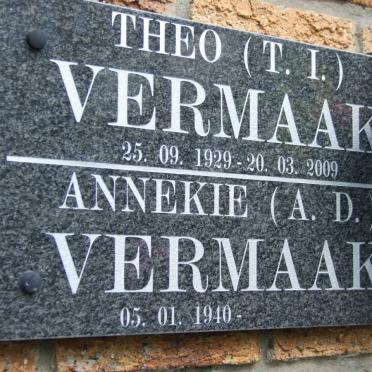 THEO (T. I.)
VERMAAK
25. 09. 1929 - 20. 03. 2009
ANNEKIE (A. D.
VERMAAK
05. 01. 1940 -